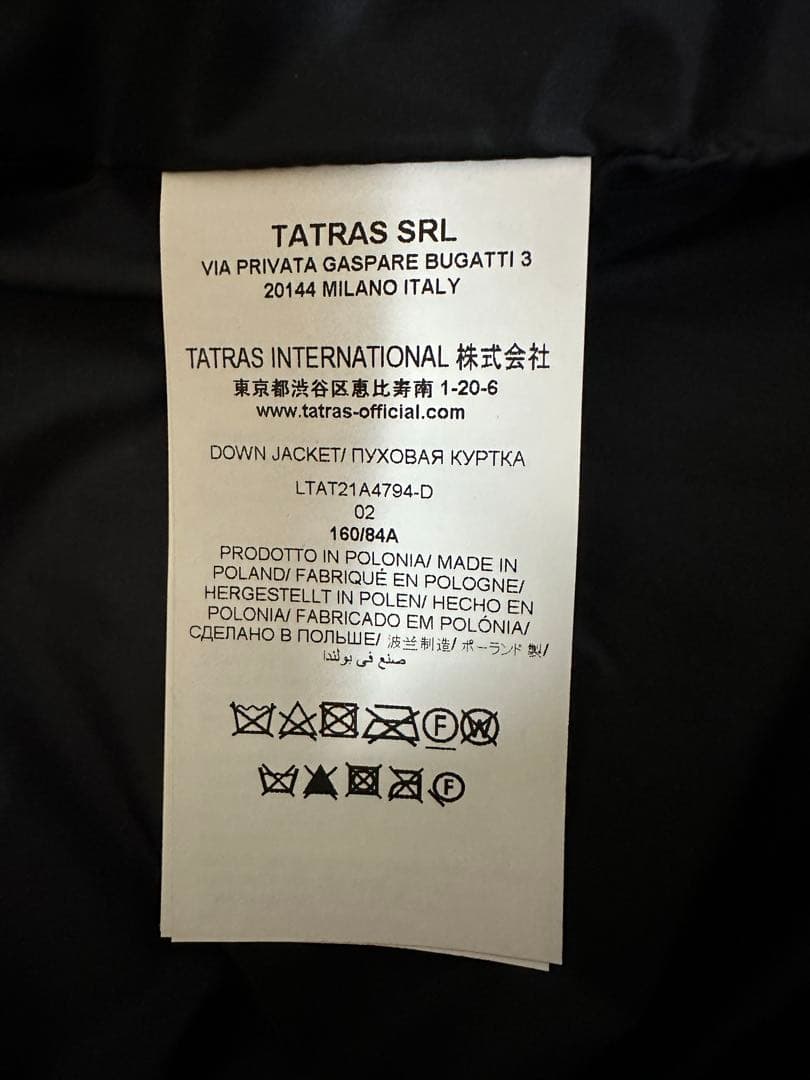 TATRAS SRL
VIA PRIVATA GASPARE BUGATTI 3
20144 MILANO ITALY
TATRAS INTERNATIONAL 株式会社
東京都渋谷区恵比寿南 1-20-6
www.tatras-official.com
DOWN JACKET/ ПУХОВАЯ КУРТКА
LTAT21A4794-D
02
160/84A
PRODOTTO IN POLONIA/ MADE IN
POLAND/ FABRIQUÉ EN POLOGNE/
HERGESTELLT IN POLEN/ HECHO EN
POLONIA/ FABRICADO EM POLÓNIA/
СДЕЛАНО В ПОЛЬШЕ/ 波兰制造/ ポーランド 製/
صنع في بولندا
F W
F